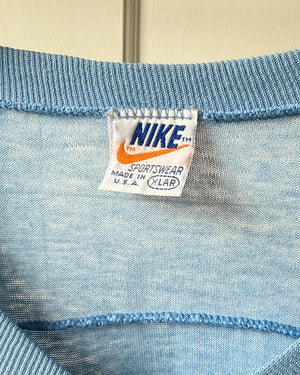 NIKE™
™
SPORTSWEAR
MADE IN
U.S.A. XLAR